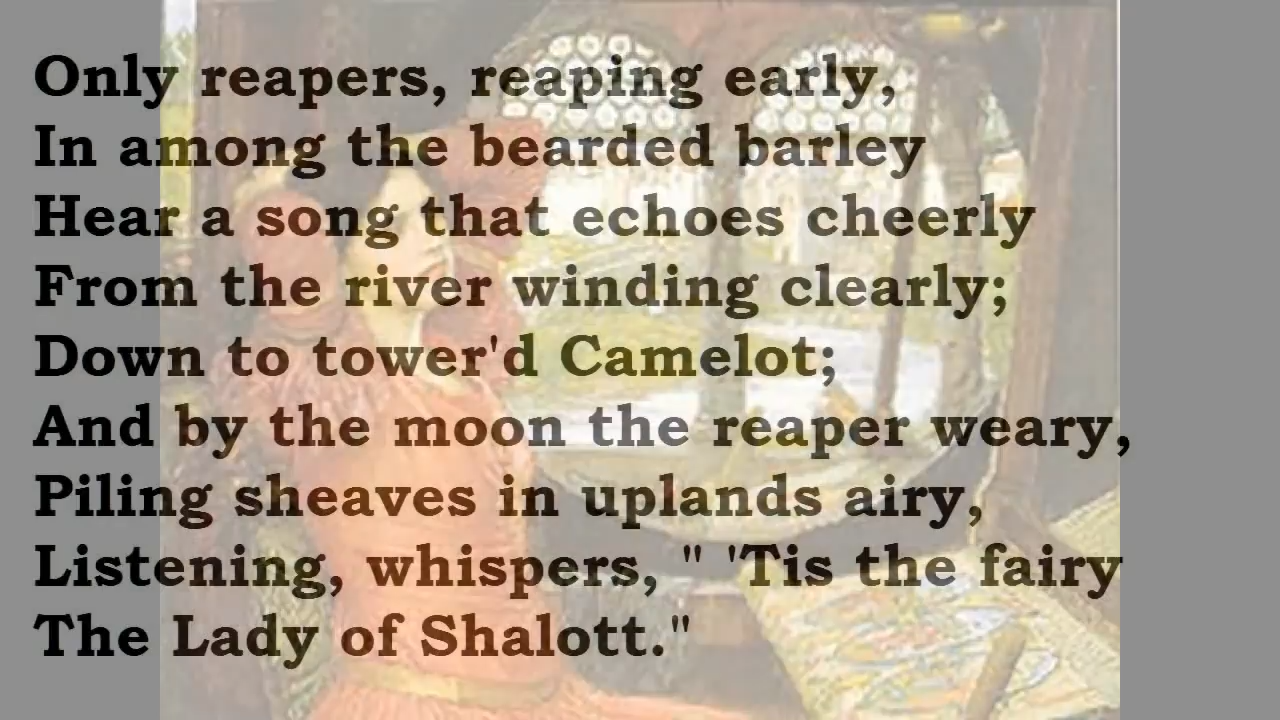 Only reapers, reaping early,
In among the bearded barley
Hear a song that echoes cheerly
From the river winding clearly;
Down to tower'd Camelot;
And by the moon the reaper weary,
Piling sheaves in uplands airy,
Listening, whispers, " 'Tis the fairy
The Lady of Shalott."